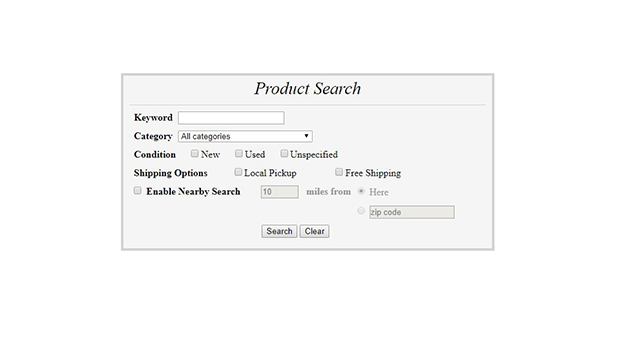 Product Search
Keyword
Category All categories
Condition New Used Unspecified
Shipping Options Local Pickup Free Shipping
Enable Nearby Search 10 miles from Here
zip code
Search Clear